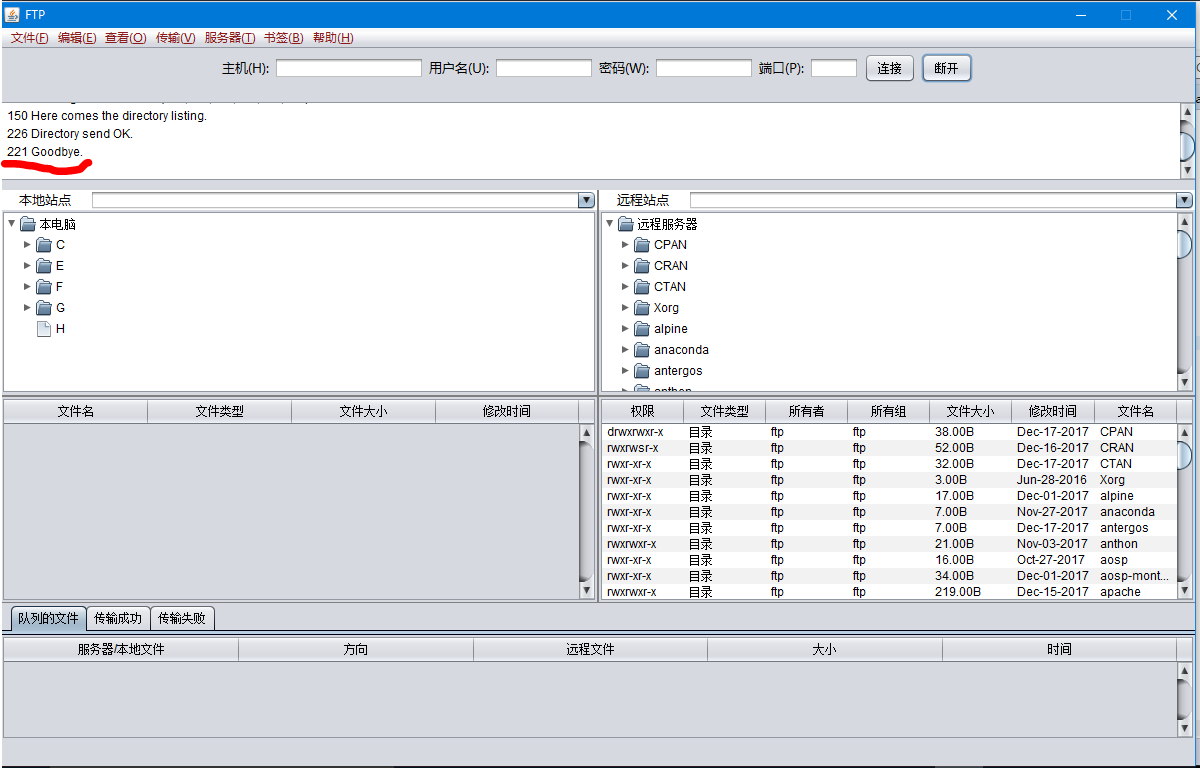 FTP
文件(F) 编辑(E) 查看(O) 传输(V) 服务器(T) 书签(B) 帮助(H)
主机(H): 用户名(U): 密码(W): 端口(P): 连接 断开
150 Here comes the directory listing.
226 Directory send OK.
221 Goodbye.
本地站点
本电脑
C
E
F
G
H
远程站点
远程服务器
CPAN
CRAN
CTAN
Xorg
alpine
anaconda
antergos
文件名 文件类型 文件大小 修改时间
权限 文件类型 所有者 所有组 文件大小 修改时间 文件名
drwxrwxr-x 目录 ftp ftp 38.00B Dec-17-2017 CPAN
rwxrwsr-x 目录 ftp ftp 52.00B Dec-16-2017 CRAN
rwxr-xr-x 目录 ftp ftp 32.00B Dec-17-2017 CTAN
rwxr-xr-x 目录 ftp ftp 3.00B Jun-28-2016 Xorg
rwxr-xr-x 目录 ftp ftp 17.00B Dec-01-2017 alpine
rwxr-xr-x 目录 ftp ftp 7.00B Nov-27-2017 anaconda
rwxr-xr-x 目录 ftp ftp 7.00B Dec-17-2017 antergos
rwxrwxr-x 目录 ftp ftp 21.00B Nov-03-2017 anthon
rwxr-xr-x 目录 ftp ftp 16.00B Oct-27-2017 aosp
rwxr-xr-x 目录 ftp ftp 34.00B Dec-01-2017 aosp-mont...
rwxrwxr-x 目录 ftp ftp 219.00B Dec-15-2017 apache
队列的文件 传输成功 传输失败
服务器/本地文件 方向 远程文件 大小 时间